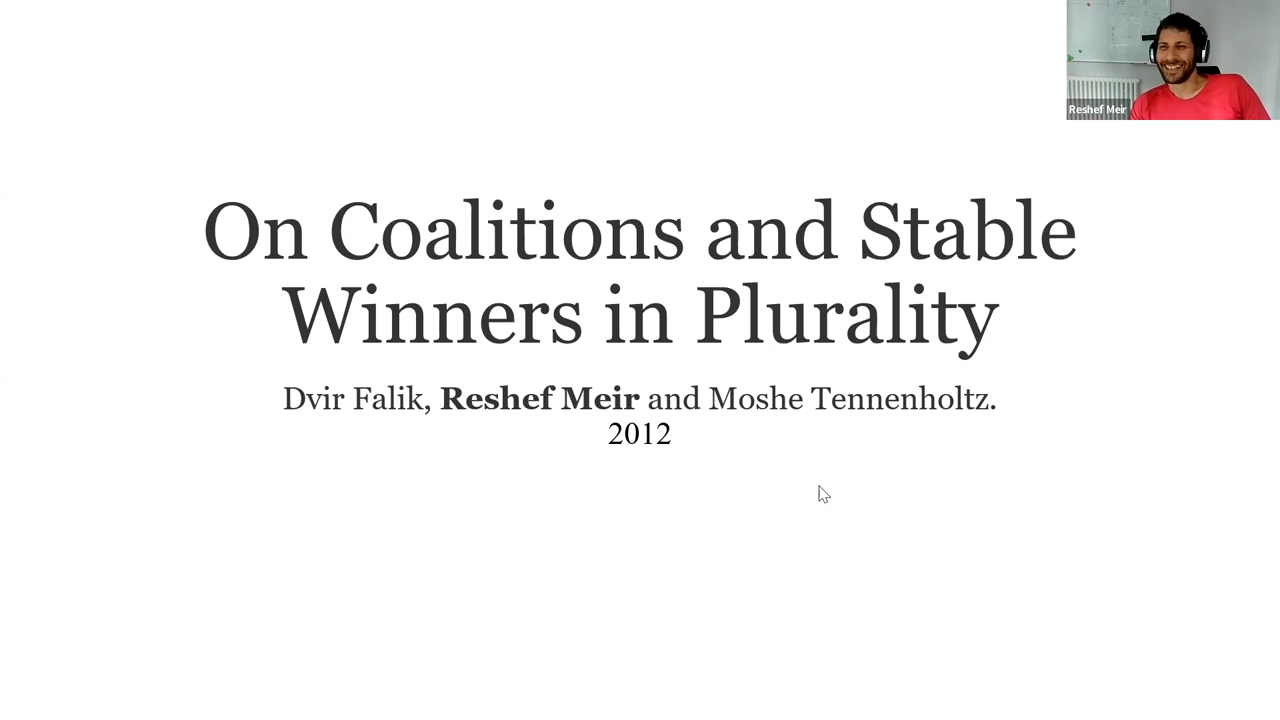 Reshef Meir
On Coalitions and Stable
Winners in Plurality
Dvir Falik, Reshef Meir and Moshe Tennenholtz.
2012